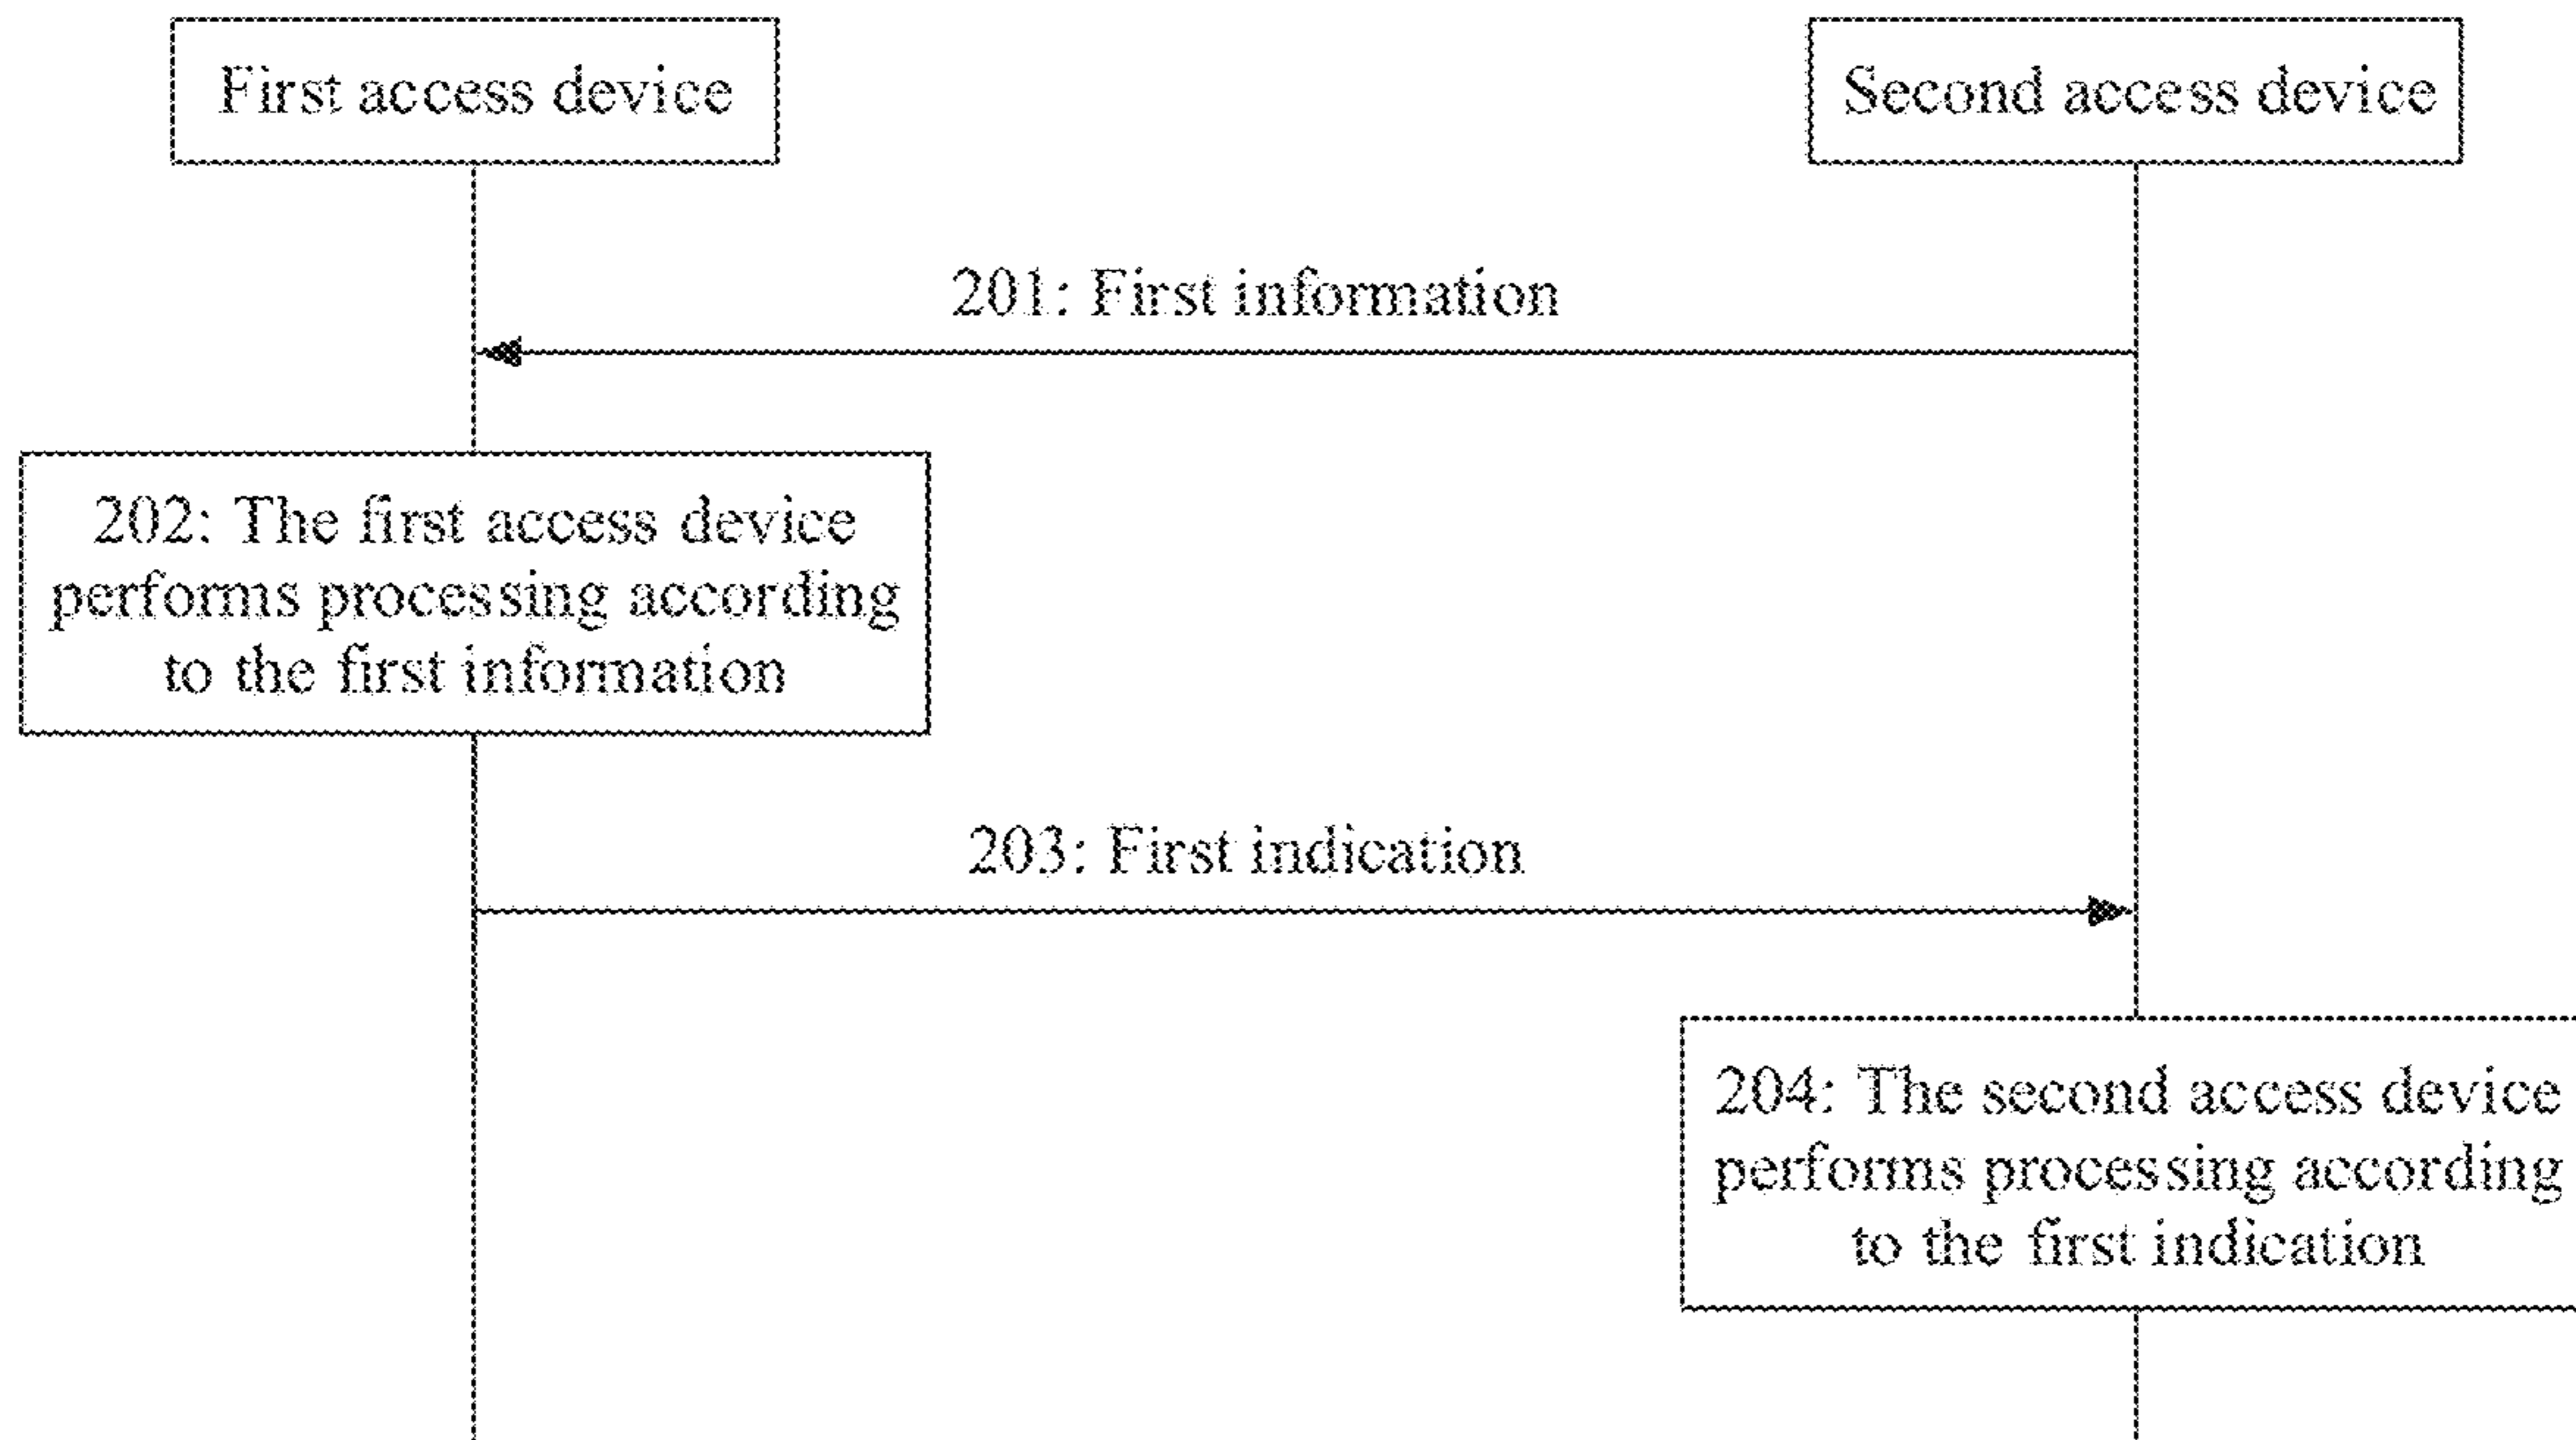 First access device
Second access device
201: First information
202: The first access device
performs processing according
to the first information
203: First indication
204: The second access device
performs processing according
to the first indication